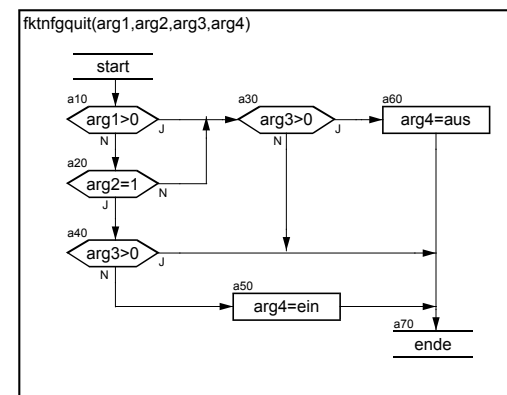 fktnfgquit(arg1,arg2,arg3,arg4)
start
a10
arg1>0
J
N
a30
arg3>0
J
N
a60
arg4=aus
a20
arg2=1
N
J
a40
arg3>0
J
N
a50
arg4=ein
a70
ende